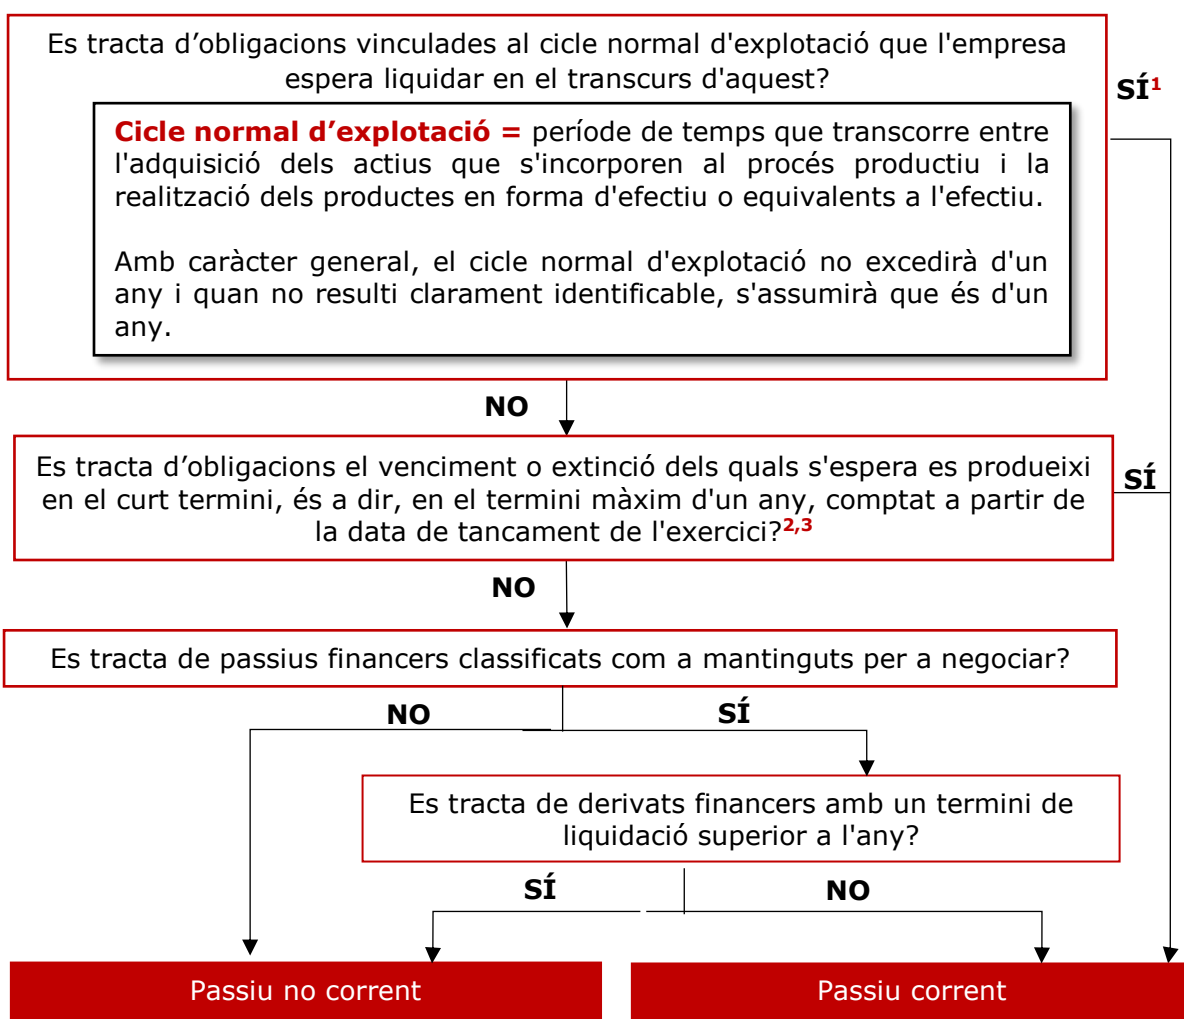 Es tracta d’obligacions vinculades al cicle normal d'explotació que l'empresa
espera liquidar en el transcurs d'aquest?
SÍ¹
Cicle normal d’explotació = període de temps que transcorre entre
l'adquisició dels actius que s'incorporen al procés productiu i la
realització dels productes en forma d'efectiu o equivalents a l'efectiu.
Amb caràcter general, el cicle normal d'explotació no excedirà d'un
any i quan no resulti clarament identificable, s'assumirà que és d'un
any.
NO
Es tracta d’obligacions el venciment o extinció dels quals s'espera es produeixi
en el curt termini, és a dir, en el termini màxim d'un any, comptat a partir de
la data de tancament de l'exercici?²,³
SÍ
NO
Es tracta de passius financers classificats com a mantinguts per a negociar?
NO
SÍ
Es tracta de derivats financers amb un termini de
liquidació superior a l'any?
SÍ
NO
Passiu no corrent
Passiu corrent